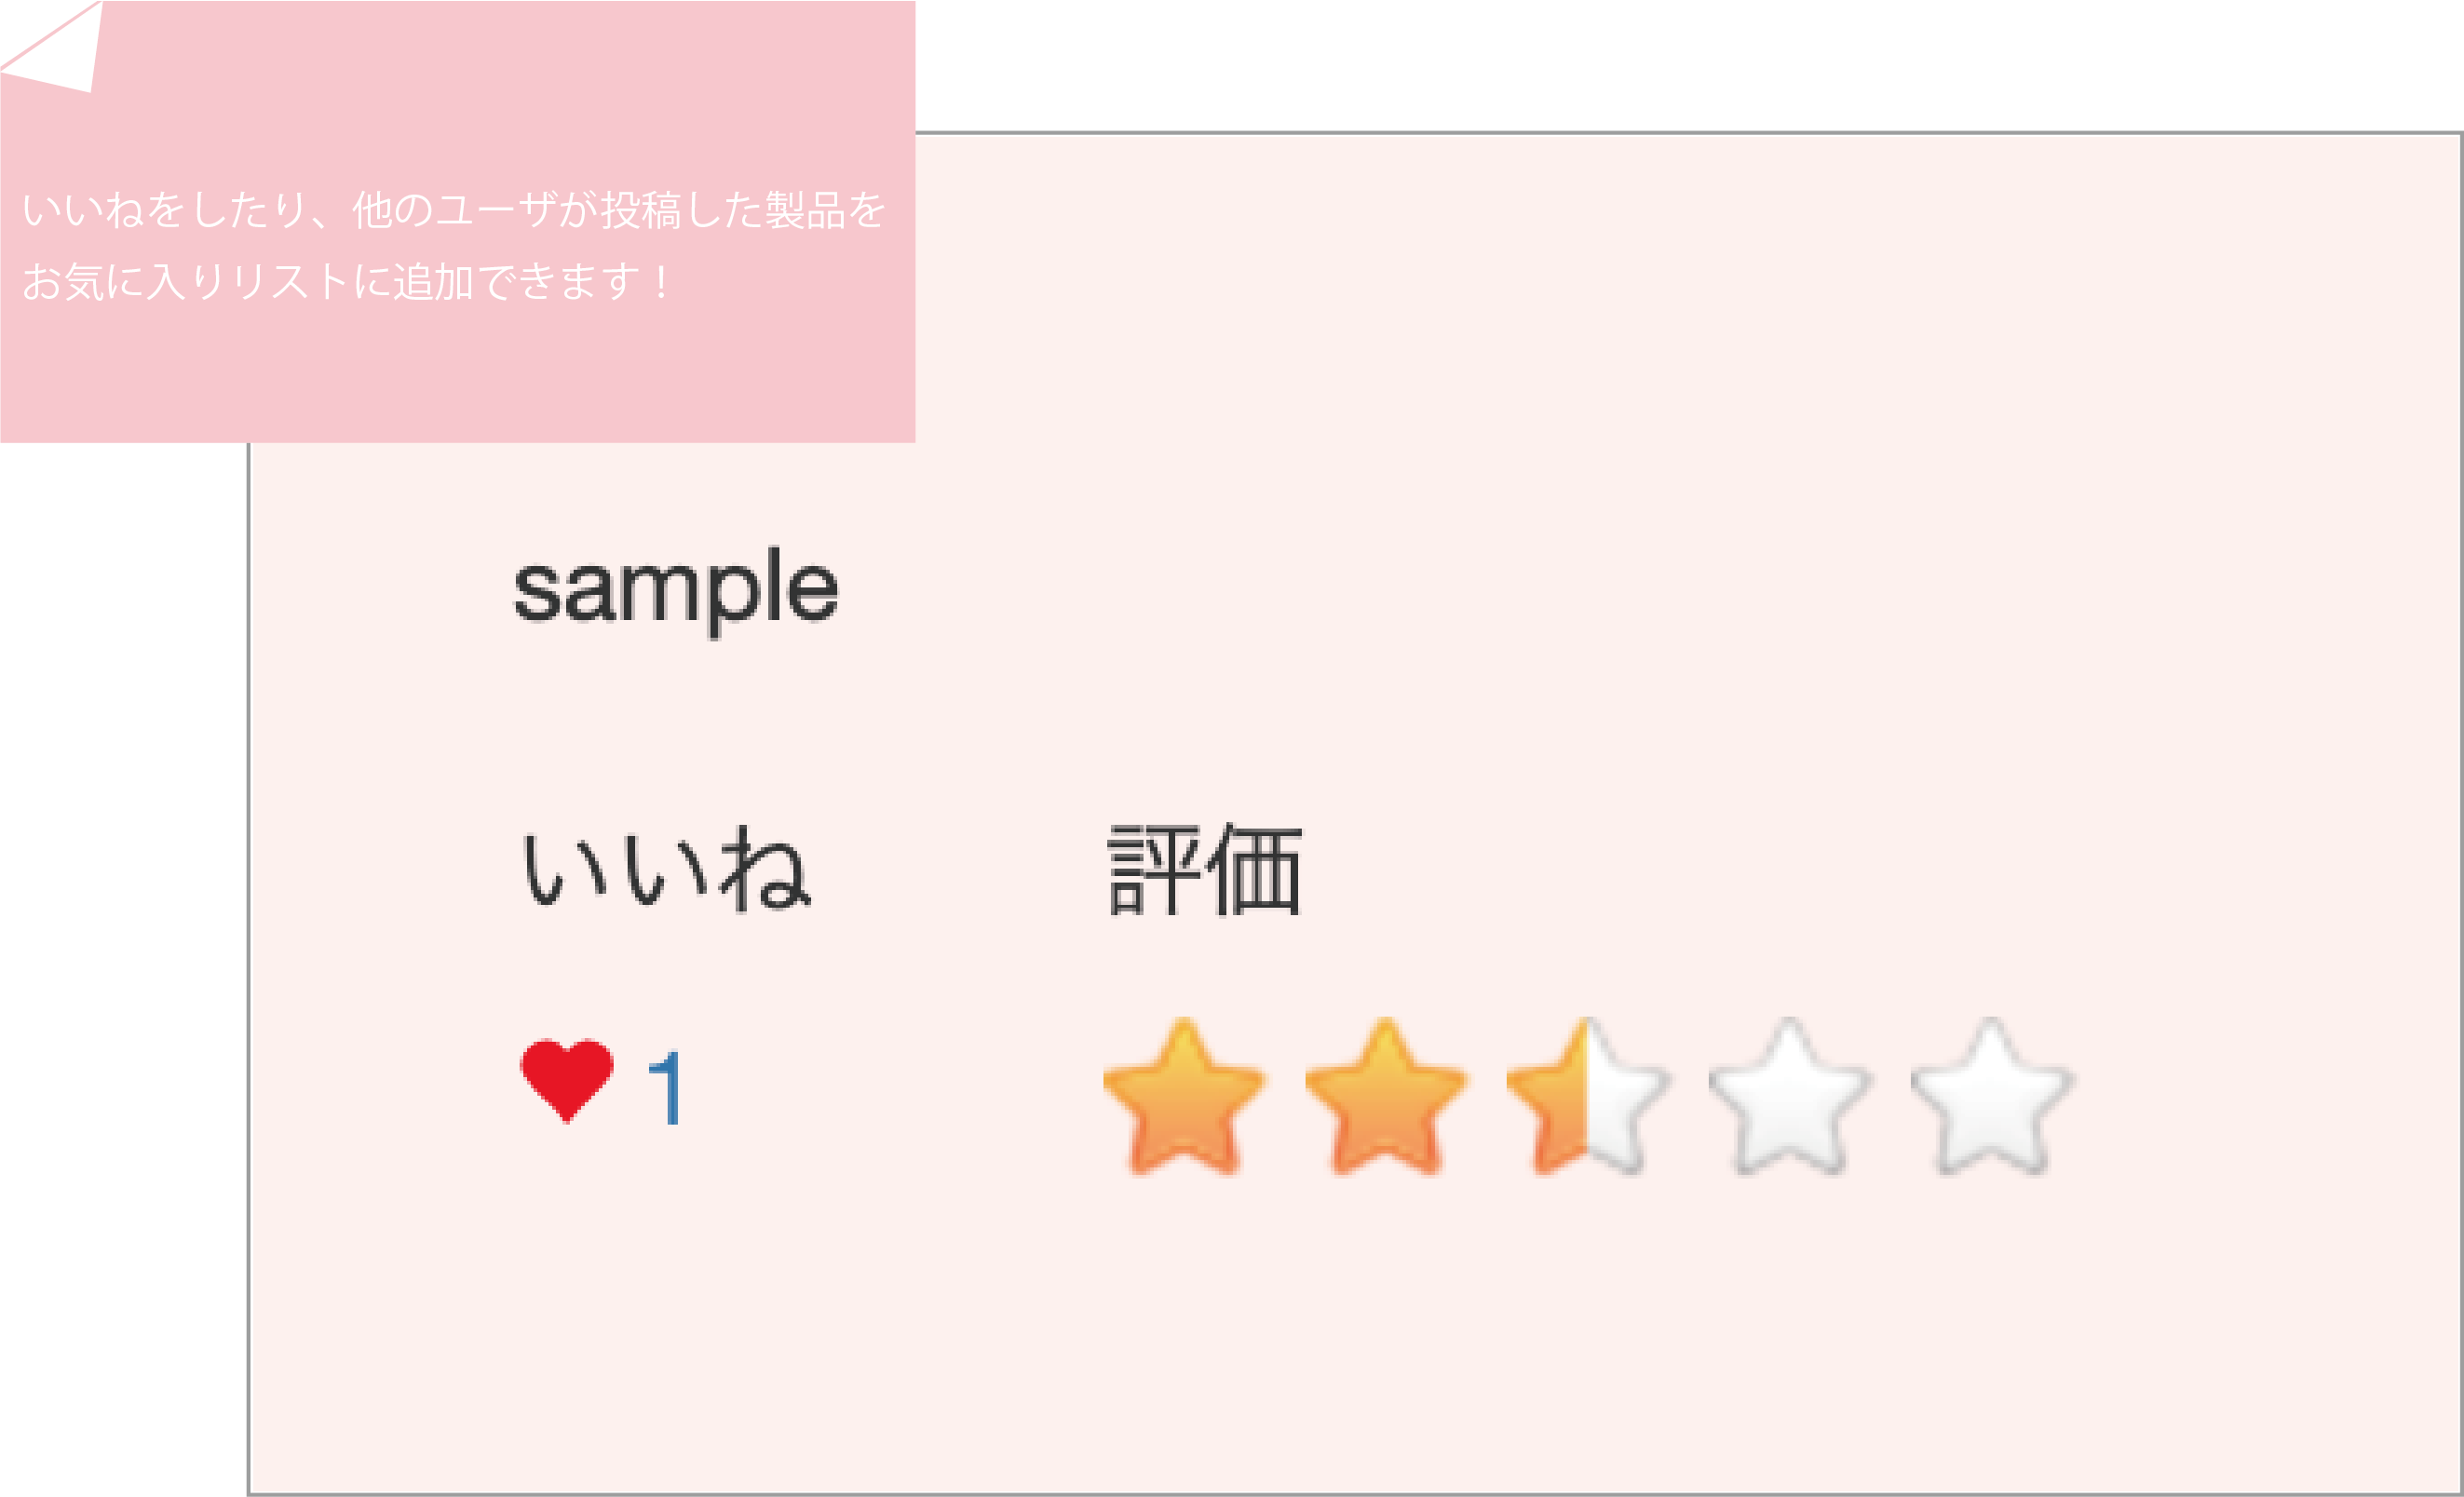 いいねをしたり、他のユーザが投稿した製品を
お気に入りリストに追加できます！
sample
いいね 評価
1